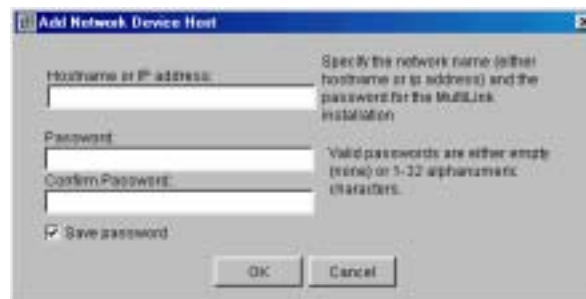 Add Network Device Host
Hostname or IP address:
Specify the network name (either
hostname or ip address) and the
password for the MultiLink
installation
Password:
Valid passwords are either empty
(none) or 1-32 alphanumeric
characters.
Confirm Password:
Save password
OK
Cancel